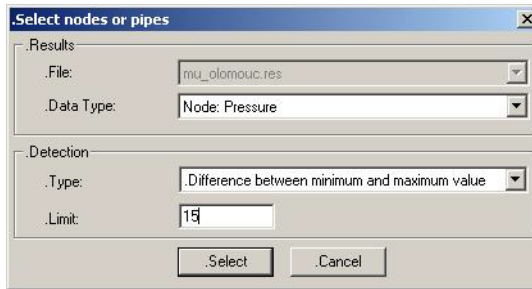 .Select nodes or pipes
.Results
.File: mu_olomouc.res
.Data Type: Node: Pressure
.Detection
.Type: .Difference between minimum and maximum value
.Limit: 15
.Select .Cancel